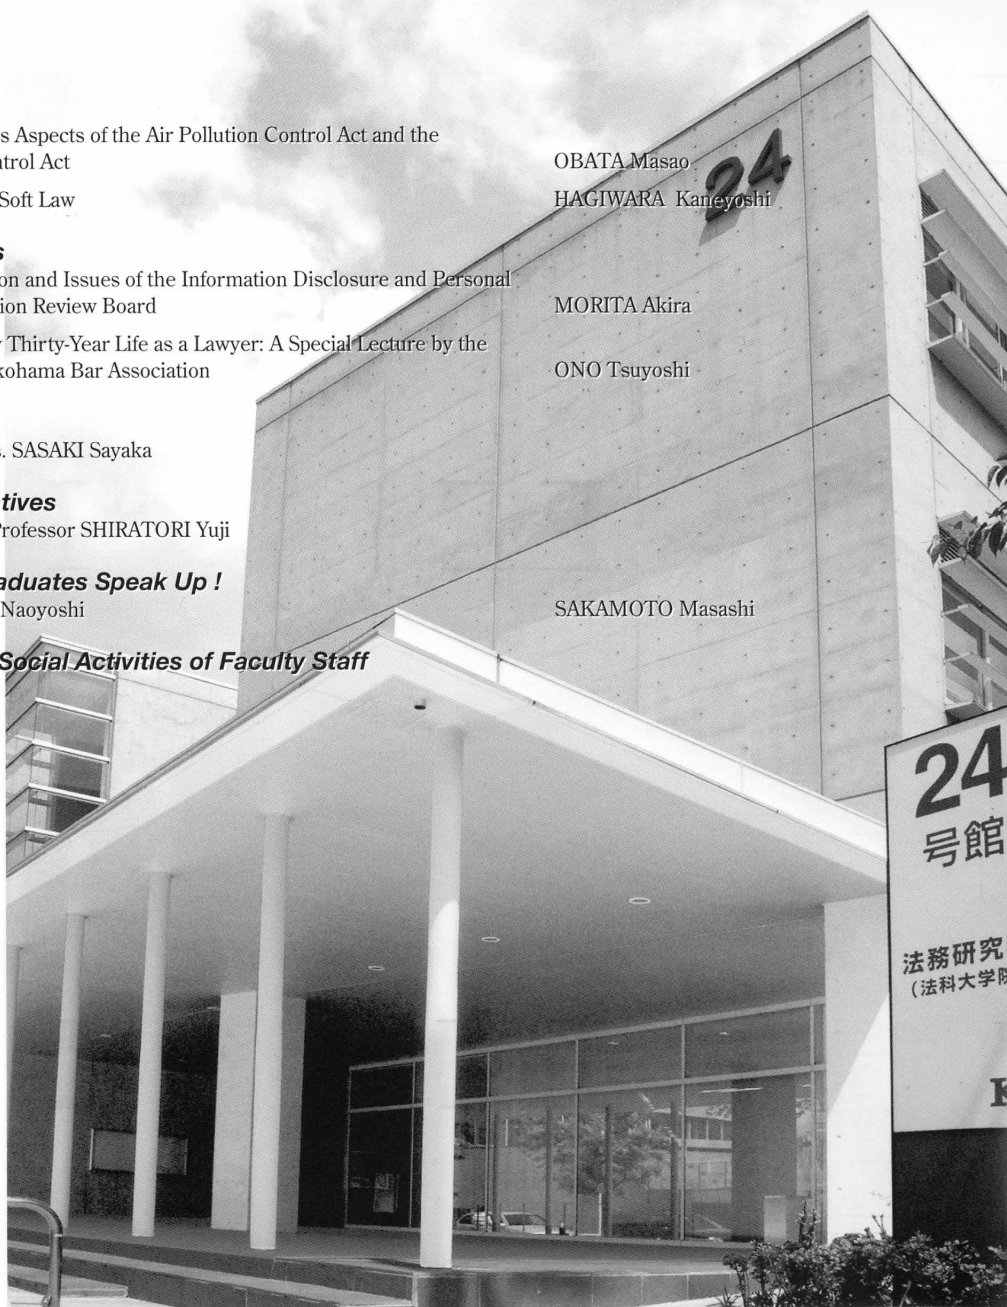 s Aspects of the Air Pollution Control Act and the
ntrol Act OBATA Masao
Soft Law HAGIWARA Kaneyoshi
s
on and Issues of the Information Disclosure and Personal
ion Review Board MORITA Akira
y Thirty-Year Life as a Lawyer: A Special Lecture by the
kohama Bar Association ONO Tsuyoshi
s. SASAKI Sayaka
tives
Professor SHIRATORI Yuji
aduates Speak Up !
Naoyoshi SAKAMOTO Masashi
Social Activities of Faculty Staff
24
24
号館
法務研究
(法科大学院
K